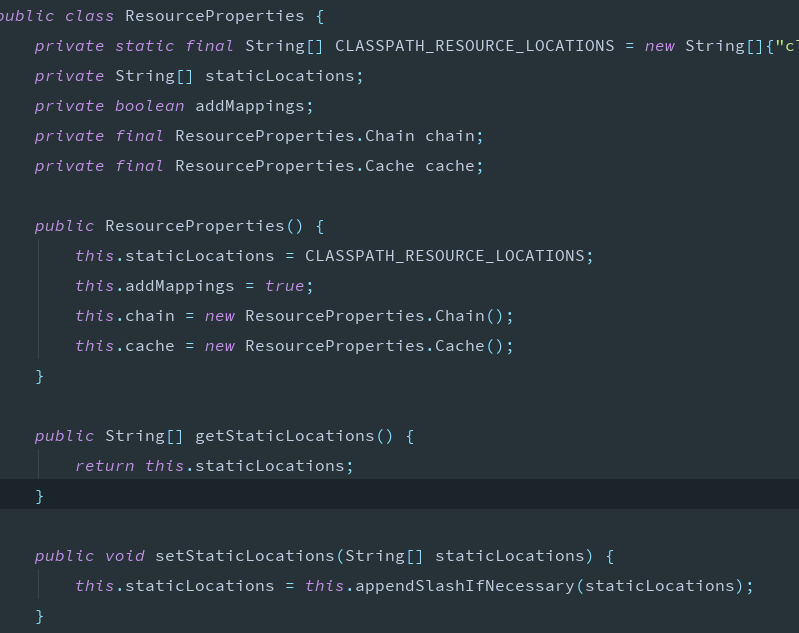 public class ResourceProperties {
private static final String[] CLASSPATH_RESOURCE_LOCATIONS = new String[]{"cl
private String[] staticLocations;
private boolean addMappings;
private final ResourceProperties.Chain chain;
private final ResourceProperties.Cache cache;
public ResourceProperties() {
this.staticLocations = CLASSPATH_RESOURCE_LOCATIONS;
this.addMappings = true;
this.chain = new ResourceProperties.Chain();
this.cache = new ResourceProperties.Cache();
}
public String[] getStaticLocations() {
return this.staticLocations;
}
public void setStaticLocations(String[] staticLocations) {
this.staticLocations = this.appendSlashIfNecessary(staticLocations);
}